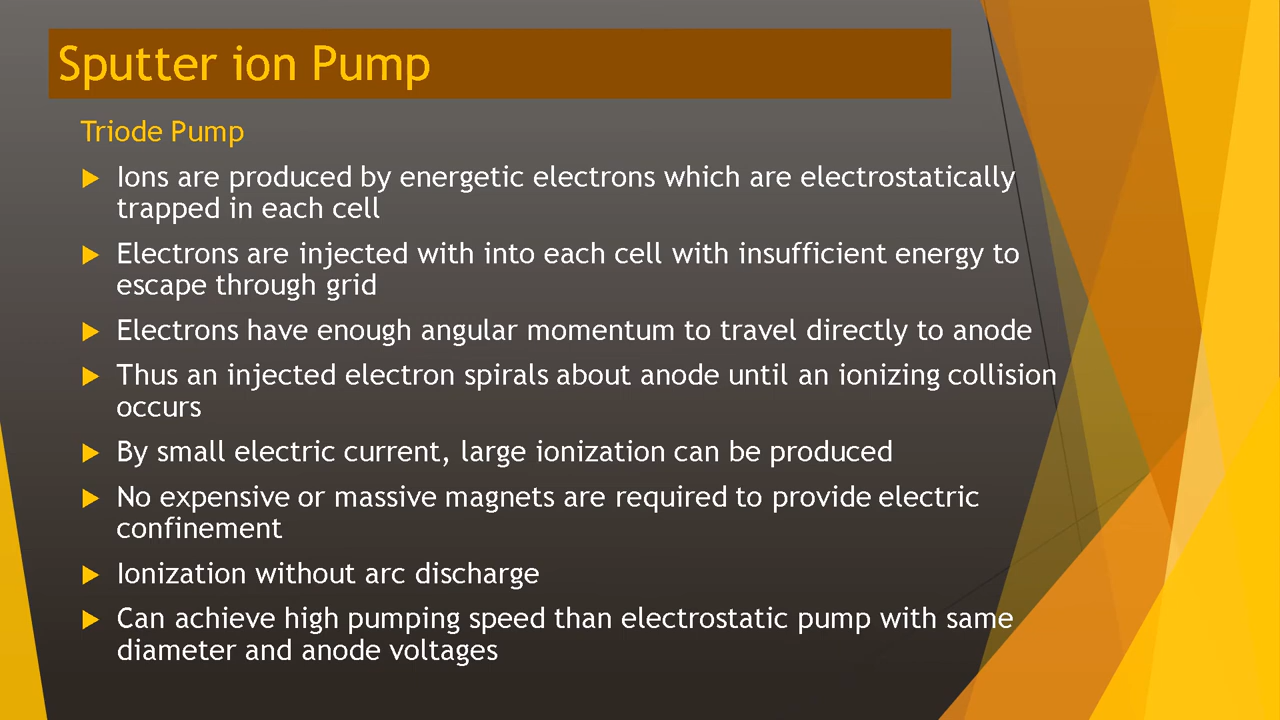 Sputter ion Pump
Triode Pump
Ions are produced by energetic electrons which are electrostatically
trapped in each cell
Electrons are injected with into each cell with insufficient energy to
escape through grid
Electrons have enough angular momentum to travel directly to anode
Thus an injected electron spirals about anode until an ionizing collision
occurs
By small electric current, large ionization can be produced
No expensive or massive magnets are required to provide electric
confinement
Ionization without arc discharge
Can achieve high pumping speed than electrostatic pump with same
diameter and anode voltages